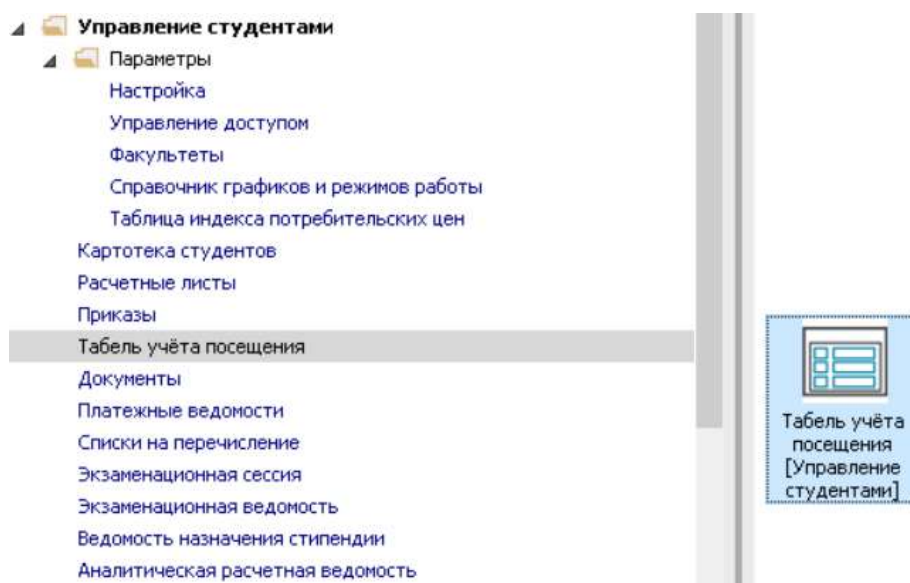 Управление студентами
Параметры
Настройка
Управление доступом
Факультеты
Справочник графиков и режимов работы
Таблица индекса потребительских цен
Картотека студентов
Расчетные листы
Приказы
Табель учёта посещения
Документы
Платежные ведомости
Списки на перечисление
Экзаменационная сессия
Экзаменационная ведомость
Ведомость назначения стипендии
Аналитическая расчетная ведомость
Табель учёта
посещения
[Управление
студентами]